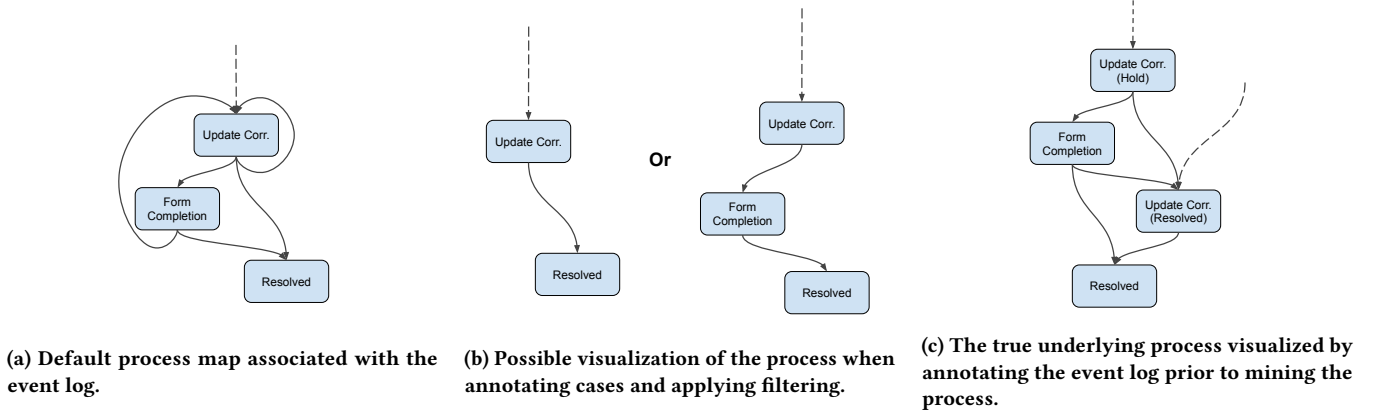 Update Corr.
Form
Completion
Resolved
(a) Default process map associated with the
event log.
Update Corr.
Resolved
Or
Update Corr.
Form
Completion
Resolved
(b) Possible visualization of the process when
annotating cases and applying filtering.
Update Corr.
(Hold)
Form
Completion
Update Corr.
(Resolved)
Resolved
(c) The true underlying process visualized by
annotating the event log prior to mining the
process.